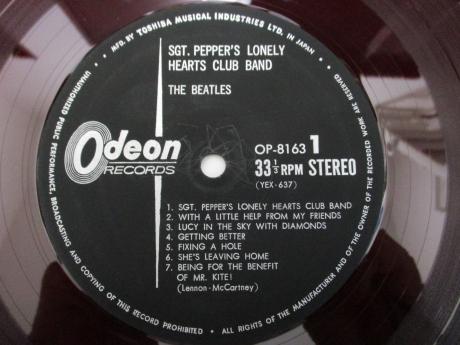 • MFD. BY TOSHIBA MUSICAL INDUSTRIES LTD. IN JAPAN •
SGT. PEPPER'S LONELY
HEARTS CLUB BAND
THE BEATLES
Odeon
RECORDS
OP-8163 1
33 1/3 RPM STEREO
(YEX-637)
1. SGT. PEPPER'S LONELY HEARTS CLUB BAND
2. WITH A LITTLE HELP FROM MY FRIENDS
3. LUCY IN THE SKY WITH DIAMONDS
4. GETTING BETTER
5. FIXING A HOLE
6. SHE'S LEAVING HOME
7. BEING FOR THE BENEFIT
OF MR. KITE!
(Lennon-McCartney)
UNAUTHORIZED PUBLIC PERFORMANCE, BROADCASTING AND COPYING OF THIS RECORD PROHIBITED • ALL RIGHTS OF THE MANUFACTURER AND OF THE OWNER OF THE RECORDED WORK ARE RESERVED